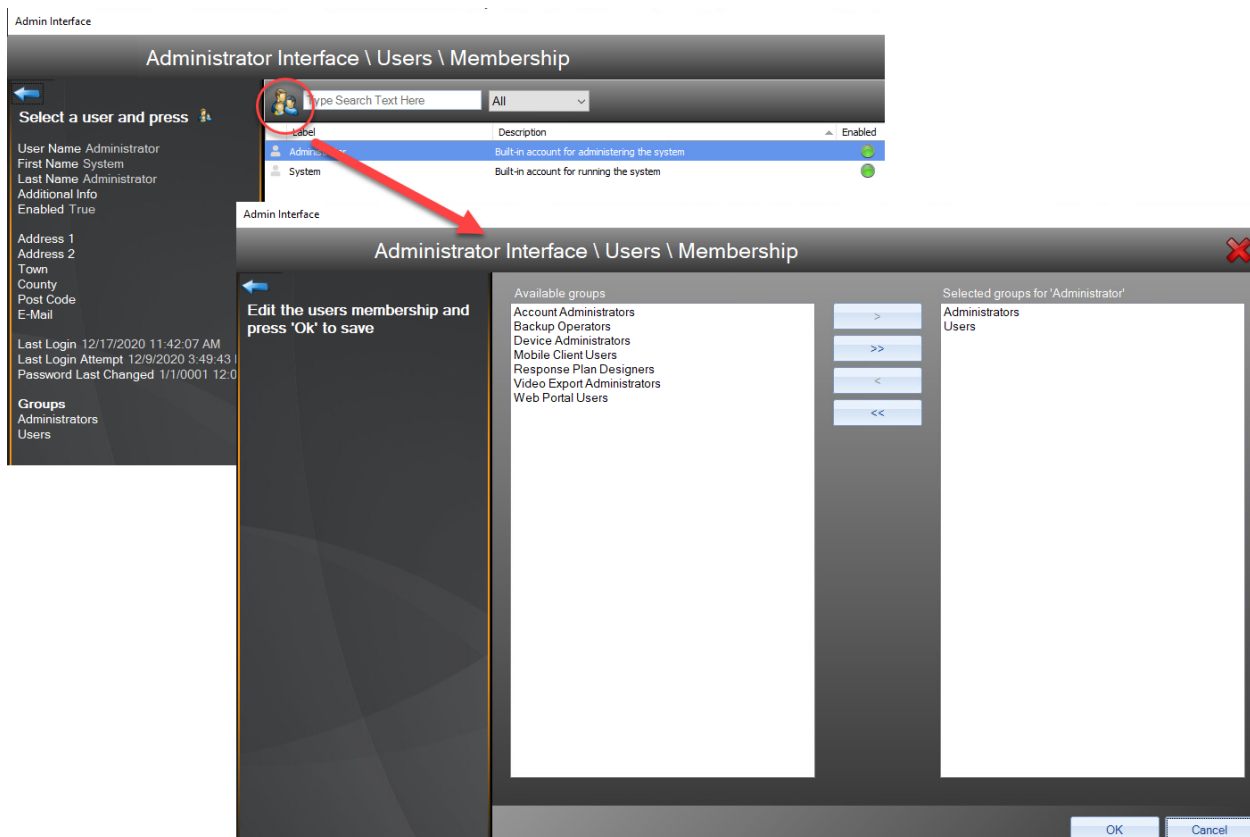 Admin Interface
Administrator Interface \ Users \ Membership
Select a user and press
Type Search Text Here
All
Label Description Enabled
Administrator Built-in account for administering the system
System Built-in account for running the system
User Name Administrator
First Name System
Last Name Administrator
Additional Info
Enabled True
Address 1
Address 2
Town
County
Post Code
E-Mail
Last Login 12/17/2020 11:42:07 AM
Last Login Attempt 12/9/2020 3:49:43
Password Last Changed 1/1/0001 12:0
Groups
Administrators
Users
Admin Interface
Administrator Interface \ Users \ Membership
Edit the users membership and
press 'Ok' to save
Available groups
Account Administrators
Backup Operators
Device Administrators
Mobile Client Users
Response Plan Designers
Video Export Administrators
Web Portal Users
>
>>
<
<<
Selected groups for 'Administrator'
Administrators
Users
OK Cancel